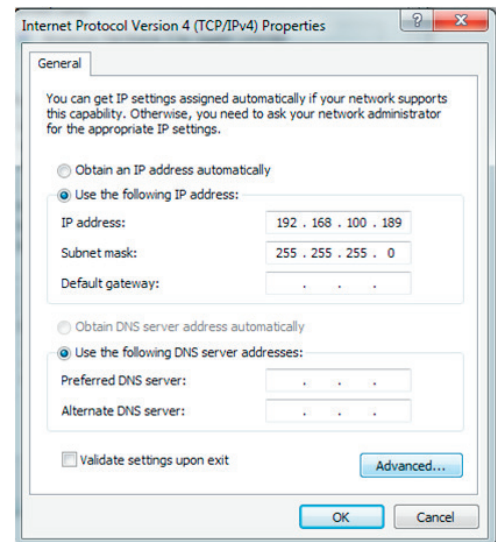 Internet Protocol Version 4 (TCP/IPv4) Properties
General
You can get IP settings assigned automatically if your network supports
this capability. Otherwise, you need to ask your network administrator
for the appropriate IP settings.
Obtain an IP address automatically
Use the following IP address:
IP address: 192 . 168 . 100 . 189
Subnet mask: 255 . 255 . 255 . 0
Default gateway: . . .
Obtain DNS server address automatically
Use the following DNS server addresses:
Preferred DNS server: . . .
Alternate DNS server: . . .
Validate settings upon exit
Advanced...
OK Cancel